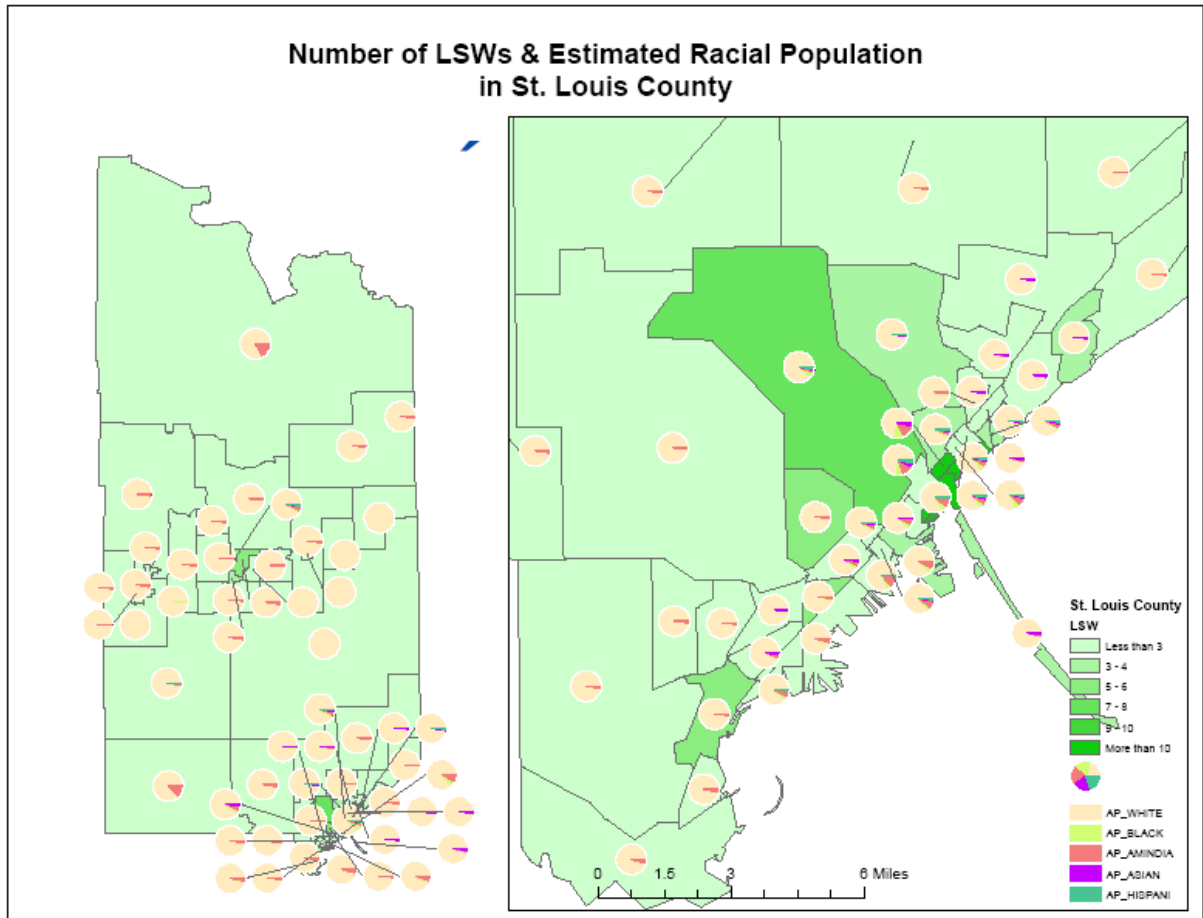 Number of LSWs & Estimated Racial Population
in St. Louis County
St. Louis County
LSW
Less than 3
3 - 4
5 - 6
7 - 8
9 - 10
More than 10
AP_WHITE
AP_BLACK
AP_AMINDIA
AP_ASIAN
AP_HISPANI
0 1.5 3 6 Miles